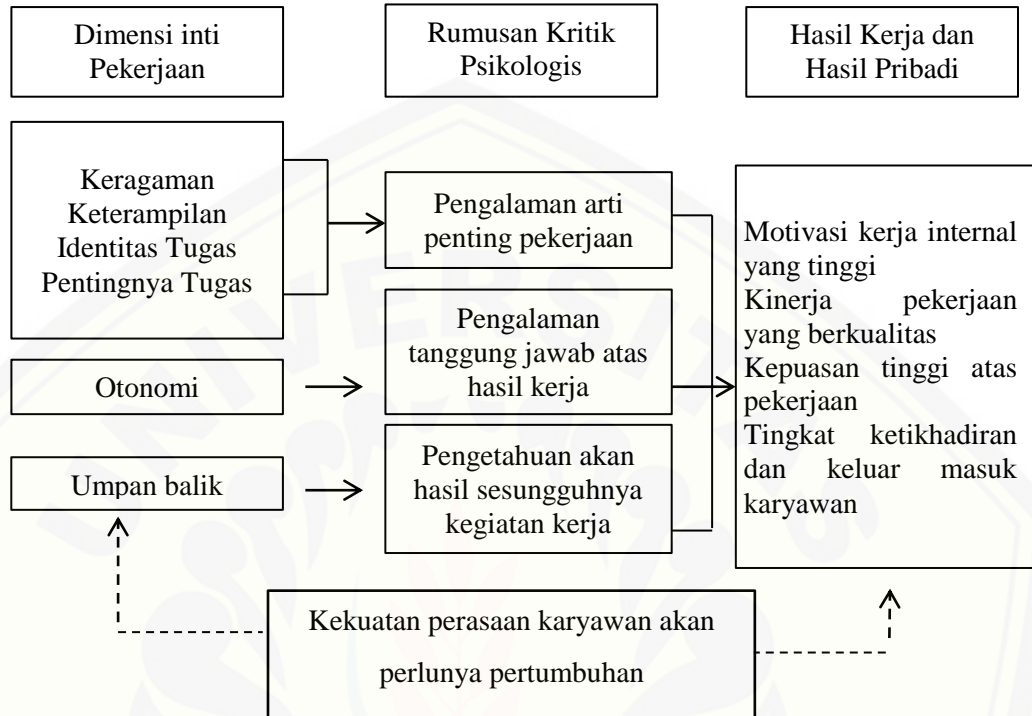 Dimensi inti
Pekerjaan
Rumusan Kritik
Psikologis
Hasil Kerja dan
Hasil Pribadi
Keragaman
Keterampilan
Identitas Tugas
Pentingnya Tugas
Pengalaman arti
penting pekerjaan
Otonomi
Pengalaman
tanggung jawab atas
hasil kerja
Umpan balik
Pengetahuan akan
hasil sesungguhnya
kegiatan kerja
Motivasi kerja internal
yang tinggi
Kinerja pekerjaan
yang berkualitas
Kepuasan tinggi atas
pekerjaan
Tingkat ketikhadiran
dan keluar masuk
karyawan
Kekuatan perasaan karyawan akan
perlunya pertumbuhan
UNIVERSITAS